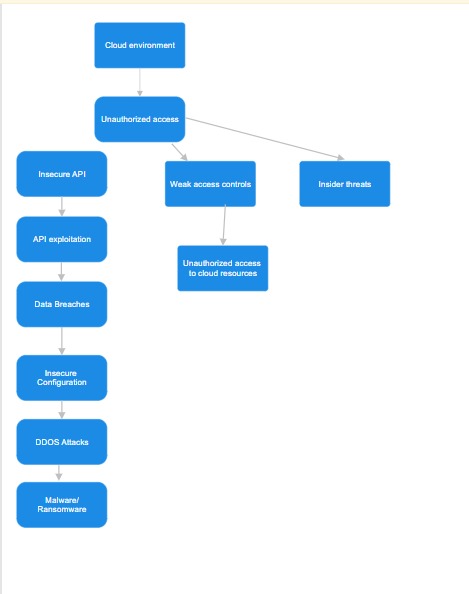 Cloud environment
Unauthorized access
Insecure API
Weak access controls
Insider threats
API exploitation
Unauthorized access
to cloud resources
Data Breaches
Insecure
Configuration
DDOS Attacks
Malware/
Ransomware